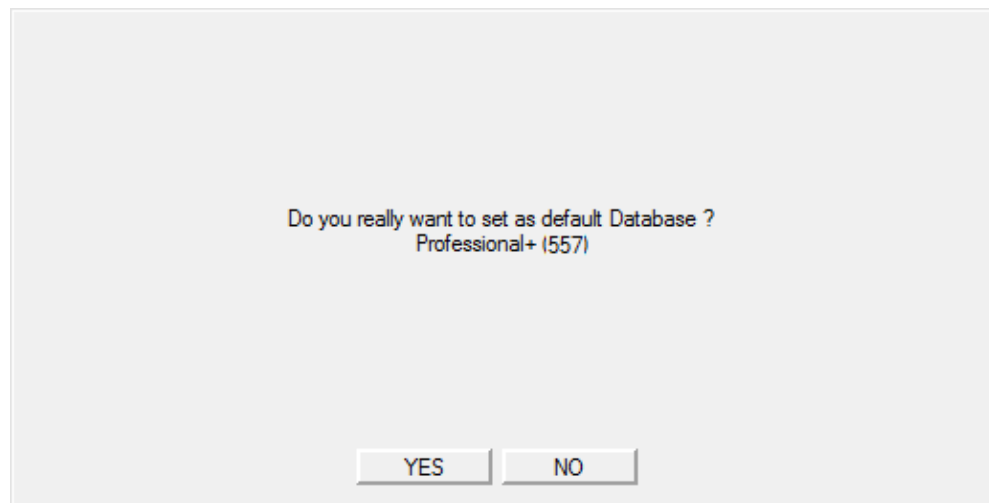 Do you really want to set as default Database ?
Professional+ (557)
YES
NO